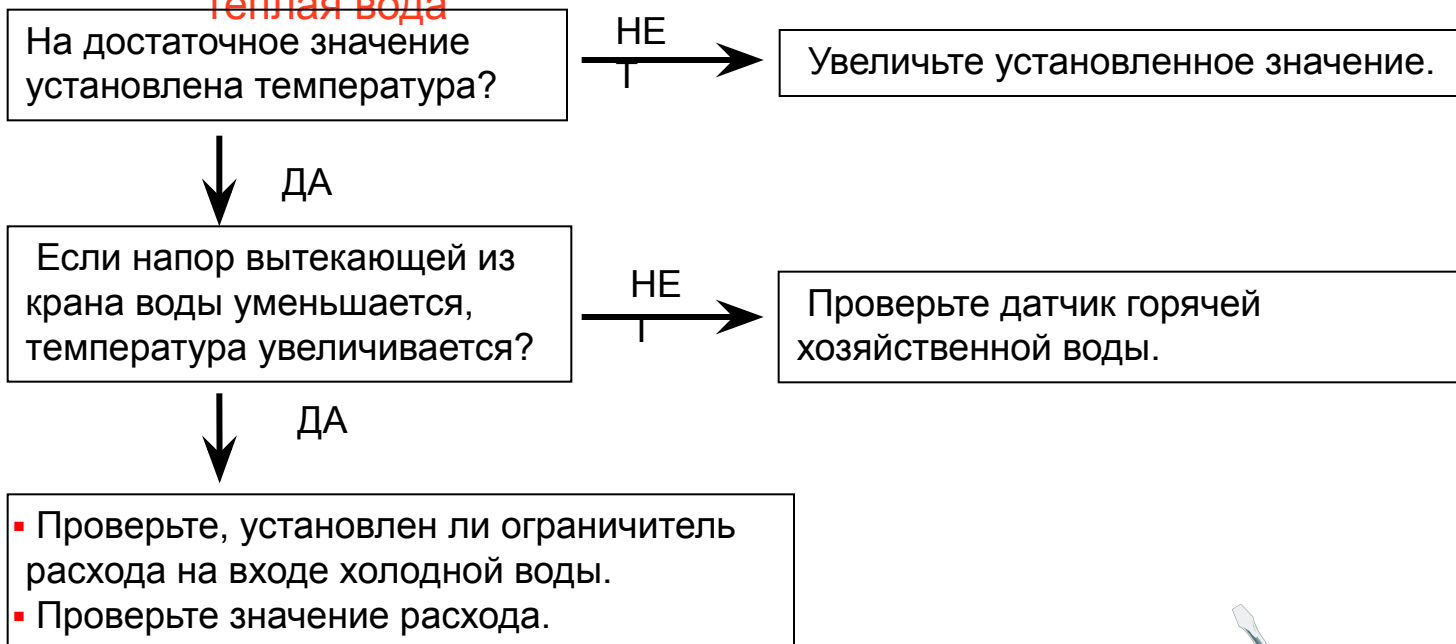 теплая вода
На достаточное значение
установлена температура?
НЕ
Т
Увеличьте установленное значение.
ДА
Если напор вытекающей из
крана воды уменьшается,
температура увеличивается?
НЕ
Т
Проверьте датчик горячей
хозяйственной воды.
ДА
▪ Проверьте, установлен ли ограничитель
расхода на входе холодной воды.
▪ Проверьте значение расхода.